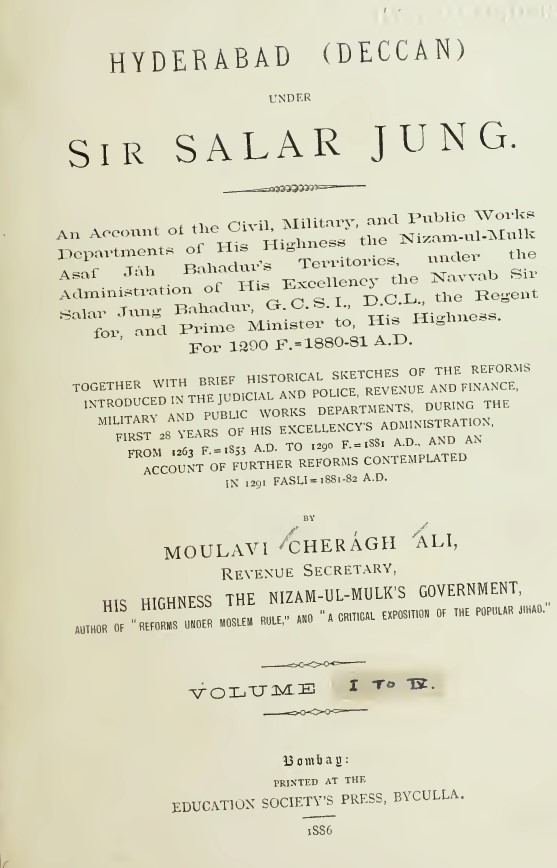 HYDERABAD (DECCAN)
UNDER
SIR SALAR JUNG.
An Account of the Civil, Military, and Public Works
Departments of His Highness the Nizam-ul-Mulk
Asaf Jáh Bahadur's Territories, under the
Administration of His Excellency the Navvab Sir
Salar Jung Bahadur, G.C.S.I., D.C.L., the Regent
for, and Prime Minister to, His Highness.
For 1290 F.=1880-81 A.D.
TOGETHER WITH BRIEF HISTORICAL SKETCHES OF THE REFORMS
INTRODUCED IN THE JUDICIAL AND POLICE, REVENUE AND FINANCE,
MILITARY AND PUBLIC WORKS DEPARTMENTS, DURING THE
FIRST 28 YEARS OF HIS EXCELLENCY'S ADMINISTRATION,
FROM 1263 F.=1853 A.D. TO 1290 F.=1881 A.D., AND AN
ACCOUNT OF FURTHER REFORMS CONTEMPLATED
IN 1291 FASLI=1881-82 A.D.
BY
MOULAVI CHERÁGH ALI,
REVENUE SECRETARY,
HIS HIGHNESS THE NIZAM-UL-MULK'S GOVERNMENT,
AUTHOR OF "REFORMS UNDER MOSLEM RULE," AND "A CRITICAL EXPOSITION OF THE POPULAR JIHAD."
VOLUME I TO IV.
Bombay:
PRINTED AT THE
EDUCATION SOCIETY'S PRESS, BYCULLA.
1886